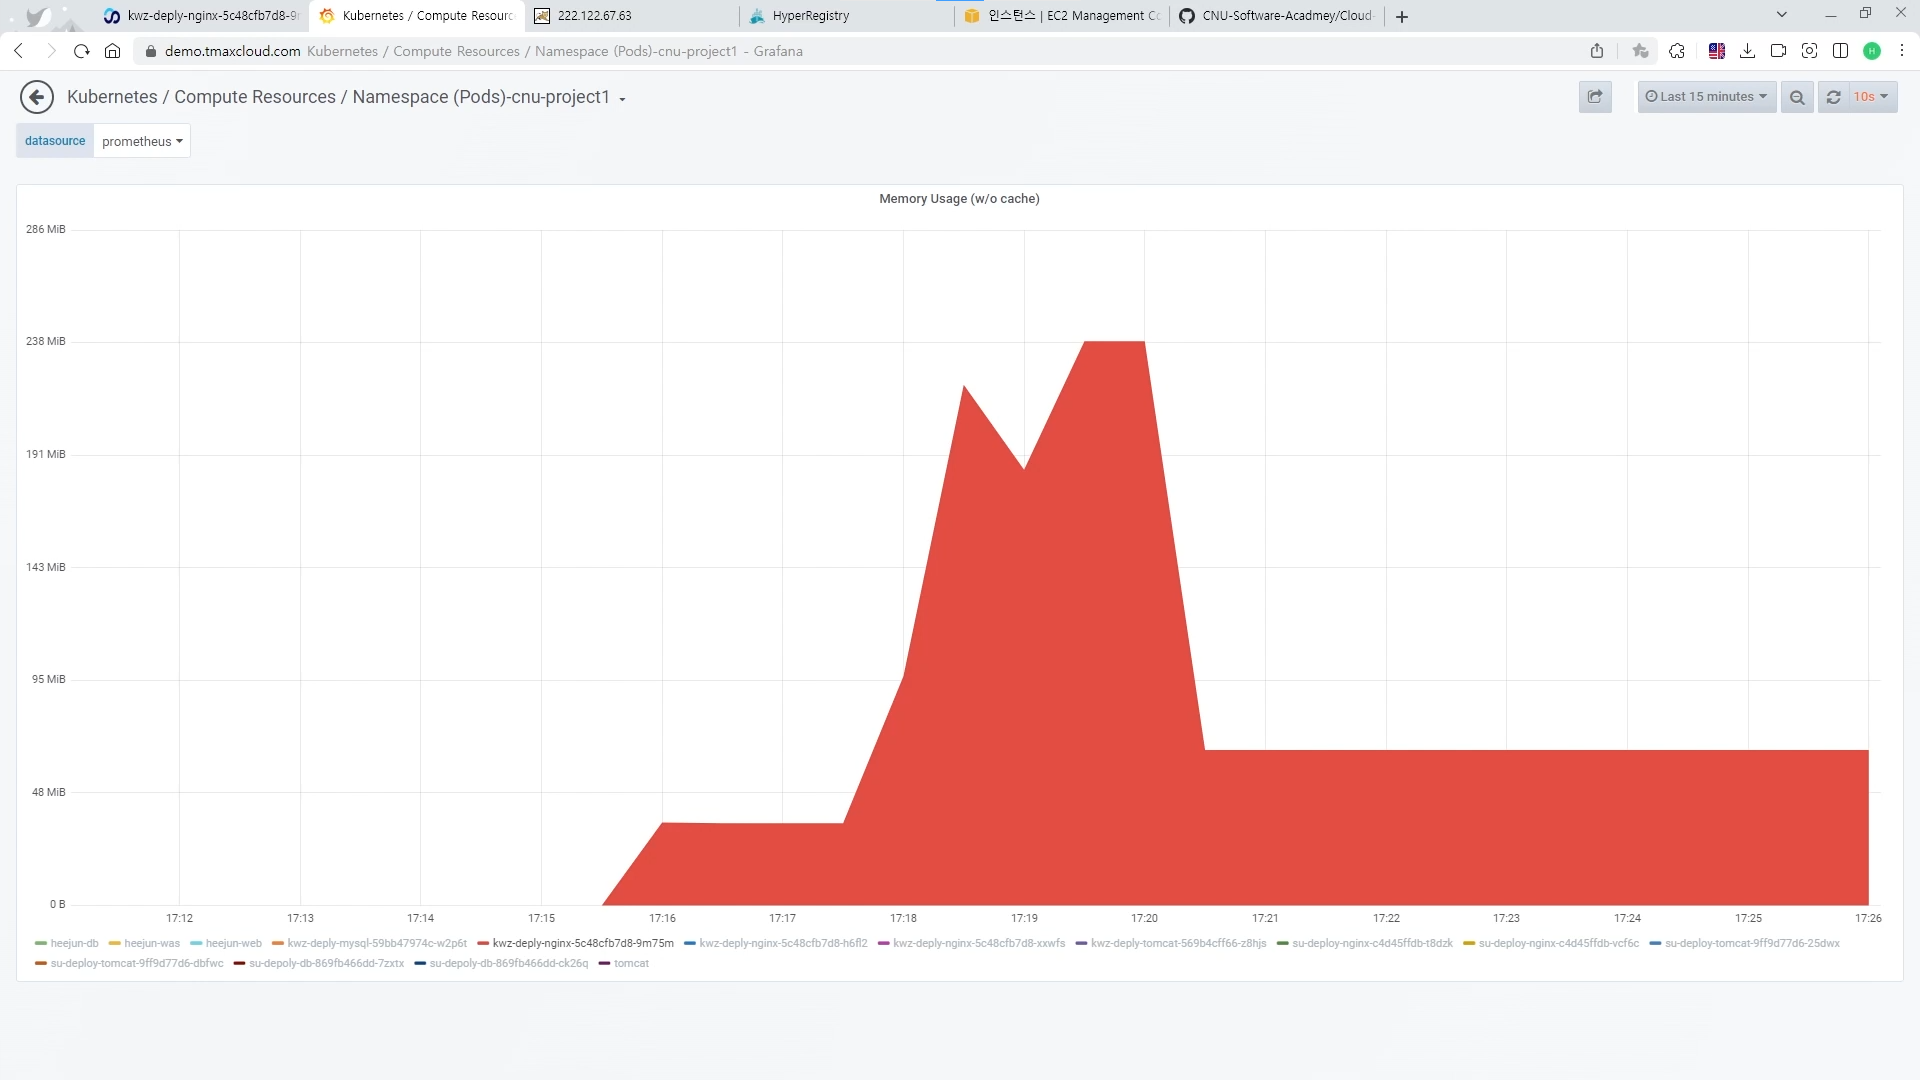 kwz-deply-nginx-5c48cfb7d8-9m
Kubernetes / Compute Resourc
222.122.67.63
HyperRegistry
인스턴스 | EC2 Management Co
CNU-Software-Acadmey/Cloud-
demo.tmaxcloud.com Kubernetes / Compute Resources / Namespace (Pods)-cnu-project1 - Grafana
H
Kubernetes / Compute Resources / Namespace (Pods)-cnu-project1
Last 15 minutes
10s
datasource prometheus
Memory Usage (w/o cache)
286 MiB
238 MiB
191 MiB
143 MiB
95 MiB
48 MiB
0 B
17:12 17:13 17:14 17:15 17:16 17:17 17:18 17:19 17:20 17:21 17:22 17:23 17:24 17:25 17:26
heejun-db heejun-was heejun-web kwz-deply-mysql-59bb47974c-w2p6t kwz-deply-nginx-5c48cfb7d8-9m75m kwz-deply-nginx-5c48cfb7d8-h6fl2 kwz-deply-nginx-5c48cfb7d8-xxwfs kwz-deply-tomcat-569b4cff66-z8hjs su-deploy-nginx-c4d45ffdb-t8dzk su-deploy-nginx-c4d45ffdb-vcf6c su-deploy-tomcat-9ff9d77d6-25dwx
su-deploy-tomcat-9ff9d77d6-dbfwc su-depoly-db-869fb466dd-7zxtx su-depoly-db-869fb466dd-ck26q tomcat